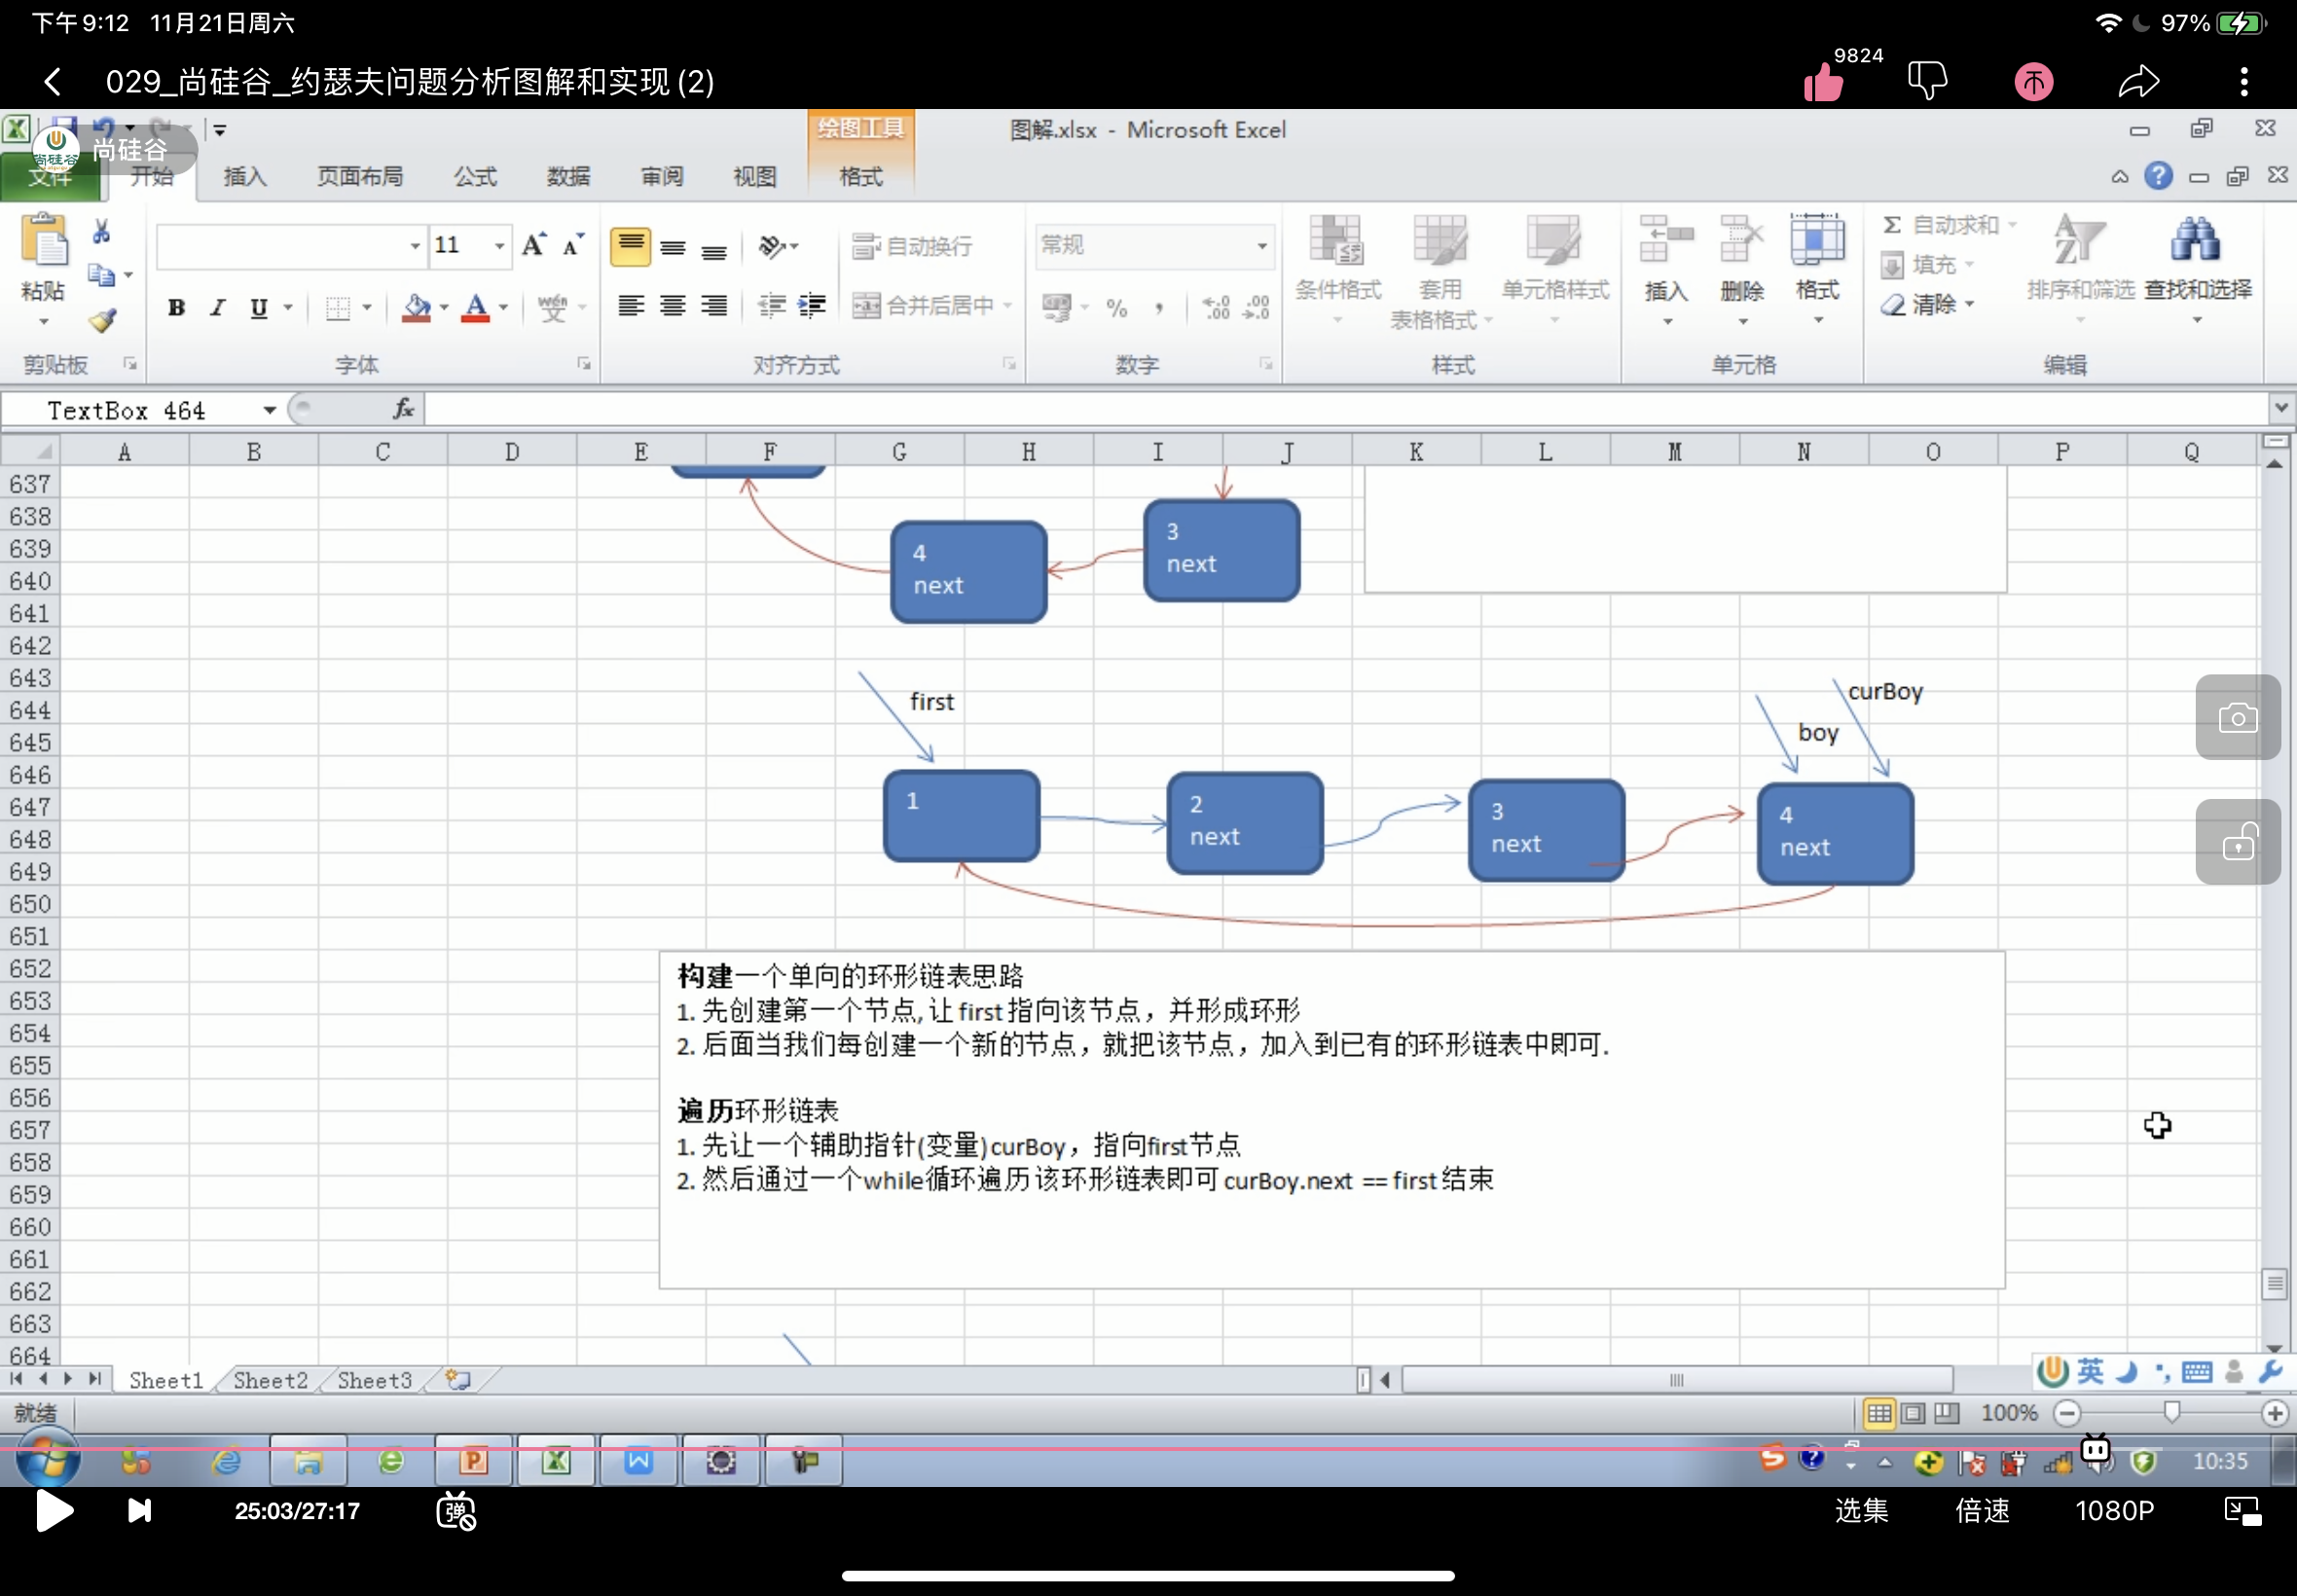 下午9:12 11月21日周六
97%
029_尚硅谷_约瑟夫问题分析图解和实现 (2)
9824
尚硅谷
绘图工具
图解.xlsx - Microsoft Excel
文件 开始 插入 页面布局 公式 数据 审阅 视图 格式
粘贴
11
自动换行
常规
条件格式
套用
表格格式
单元格样式
插入
删除
格式
自动求和
填充
清除
排序和筛选
查找和选择
B I U
wén
文
合并后居中
%
剪贴板
字体
对齐方式
数字
样式
单元格
编辑
TextBox 464
fx
A B C D E F G H I J K L M N O P Q
637
638
639
640
641
642
643
644
645
646
647
648
649
650
651
652
653
654
655
656
657
658
659
660
661
662
663
664
3
next
4
next
first
curBoy
boy
1
2
next
3
next
4
next
构建一个单向的环形链表思路
1. 先创建第一个节点, 让 first 指向该节点，并形成环形
2. 后面当我们每创建一个新的节点，就把该节点，加入到已有的环形链表中即可.
遍历环形链表
1. 先让一个辅助指针(变量) curBoy，指向first节点
2. 然后通过一个while循环遍历 该环形链表即可 curBoy.next == first 结束
Sheet1 Sheet2 Sheet3
英
就绪
100%
10:35
25:03/27:17
弹
选集
倍速
1080P